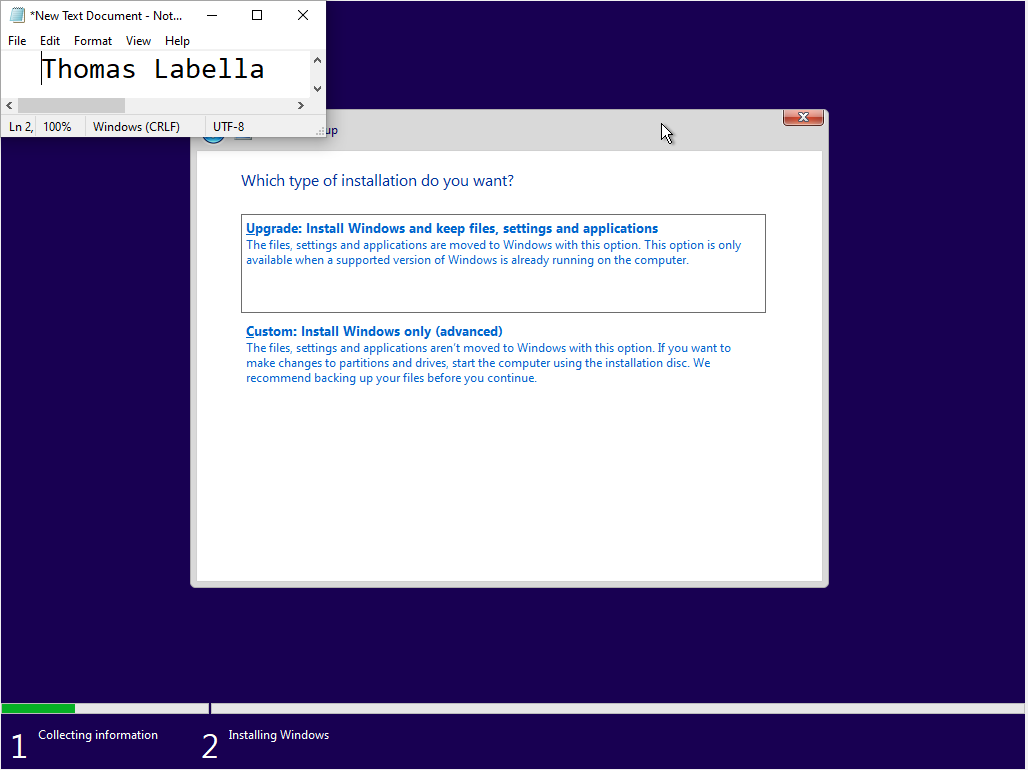 *New Text Document - Not...
File Edit Format View Help
Thomas Labella
Ln 2, 100% Windows (CRLF) UTF-8
up
Which type of installation do you want?
Upgrade: Install Windows and keep files, settings and applications
The files, settings and applications are moved to Windows with this option. This option is only
available when a supported version of Windows is already running on the computer.
Custom: Install Windows only (advanced)
The files, settings and applications aren't moved to Windows with this option. If you want to
make changes to partitions and drives, start the computer using the installation disc. We
recommend backing up your files before you continue.
1 Collecting information 2 Installing Windows